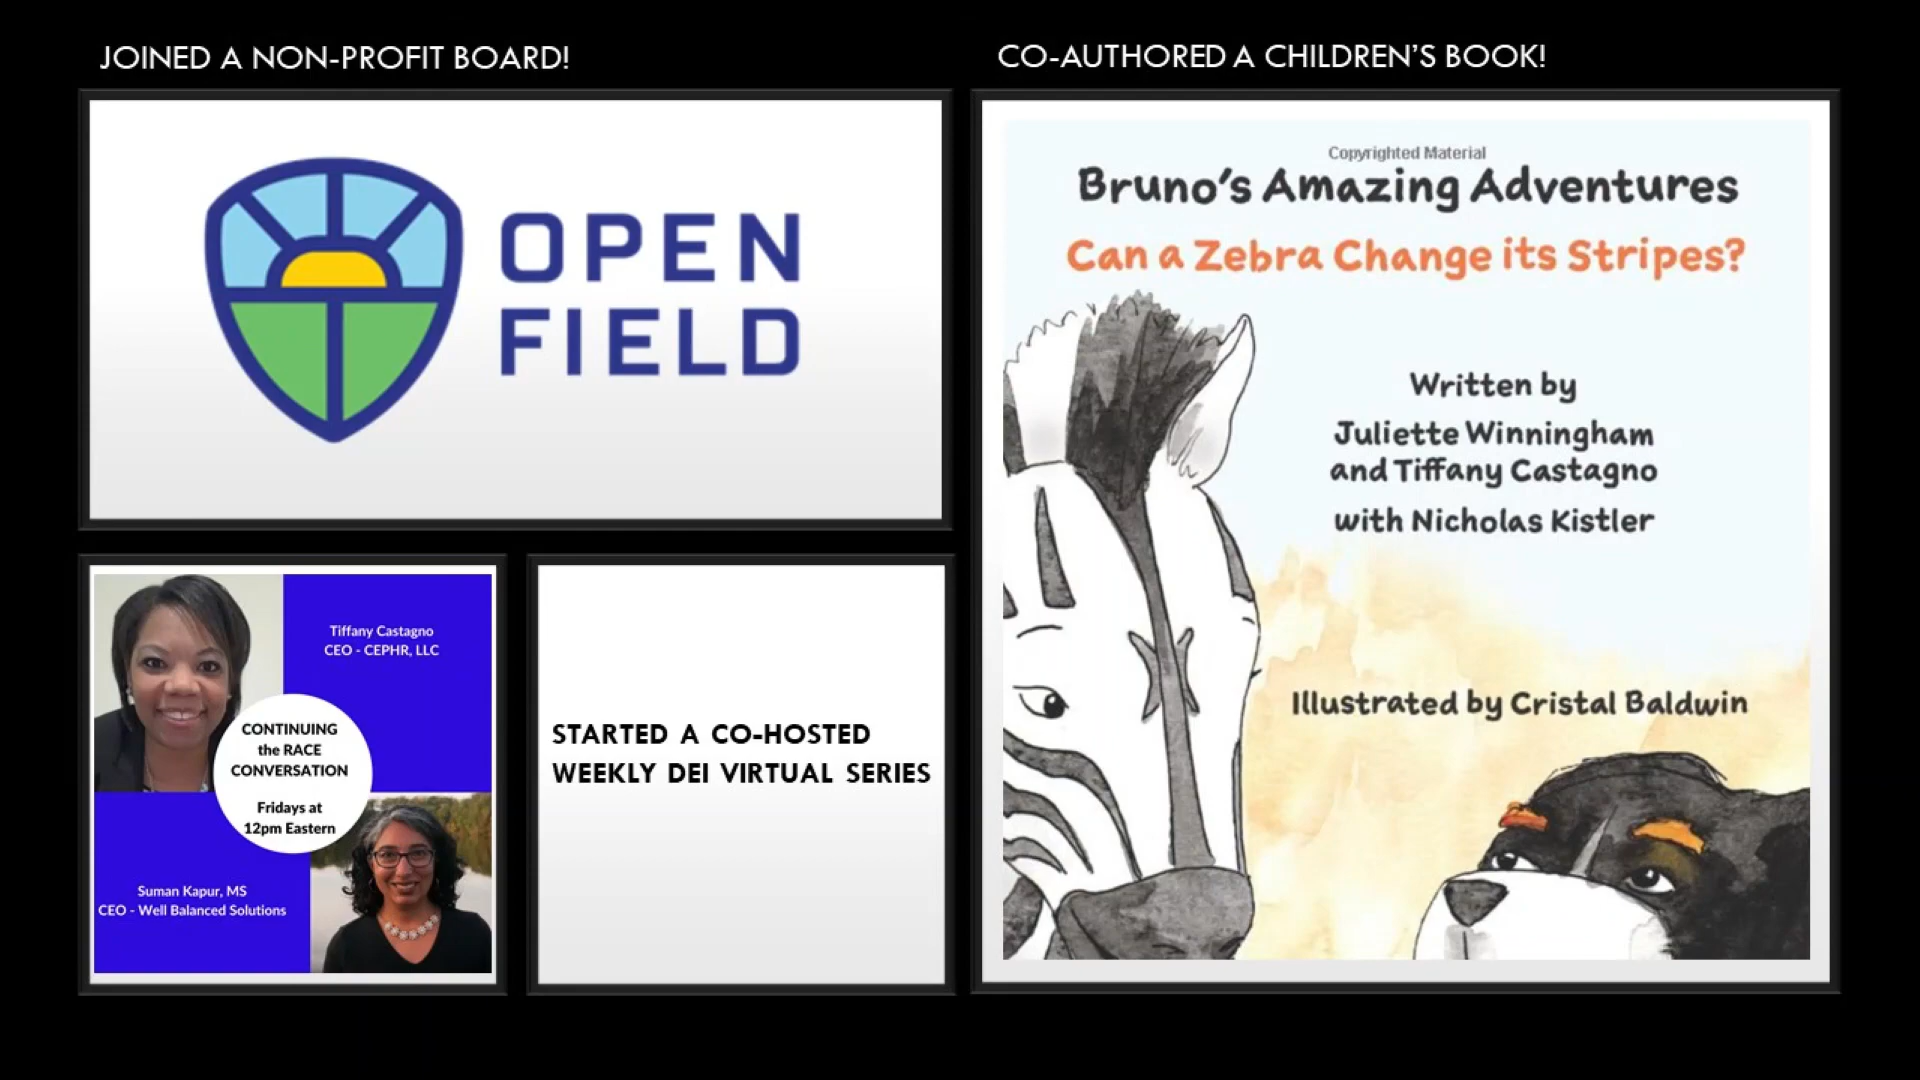 JOINED A NON-PROFIT BOARD!
OPEN
FIELD
Tiffany Castagno
CEO - CEPHR, LLC
CONTINUING
the RACE
CONVERSATION
Fridays at
12pm Eastern
Suman Kapur, MS
CEO - Well Balanced Solutions
STARTED A CO-HOSTED
WEEKLY DEI VIRTUAL SERIES
CO-AUTHORED A CHILDREN’S BOOK!
Copyrighted Material
Bruno’s Amazing Adventures
Can a Zebra Change its Stripes?
Written by
Juliette Winningham
and Tiffany Castagno
with Nicholas Kistler
Illustrated by Cristal Baldwin